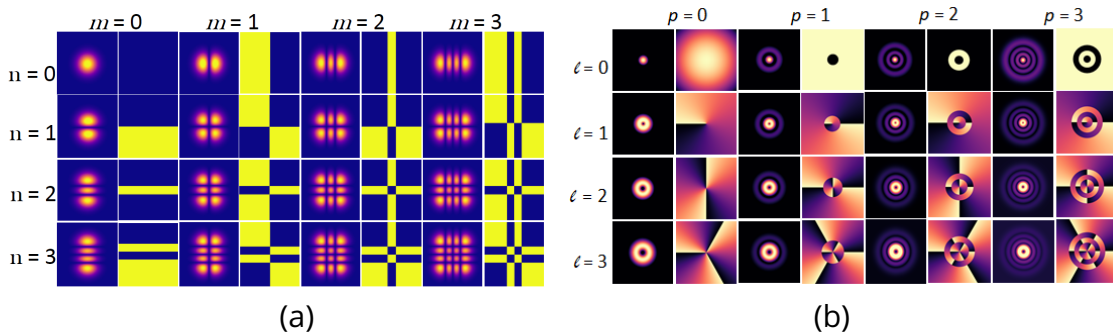 m = 0 m = 1 m = 2 m = 3
n = 0
n = 1
n = 2
n = 3
(a)
p = 0 p = 1 p = 2 p = 3
ℓ = 0
ℓ = 1
ℓ = 2
ℓ = 3
(b)